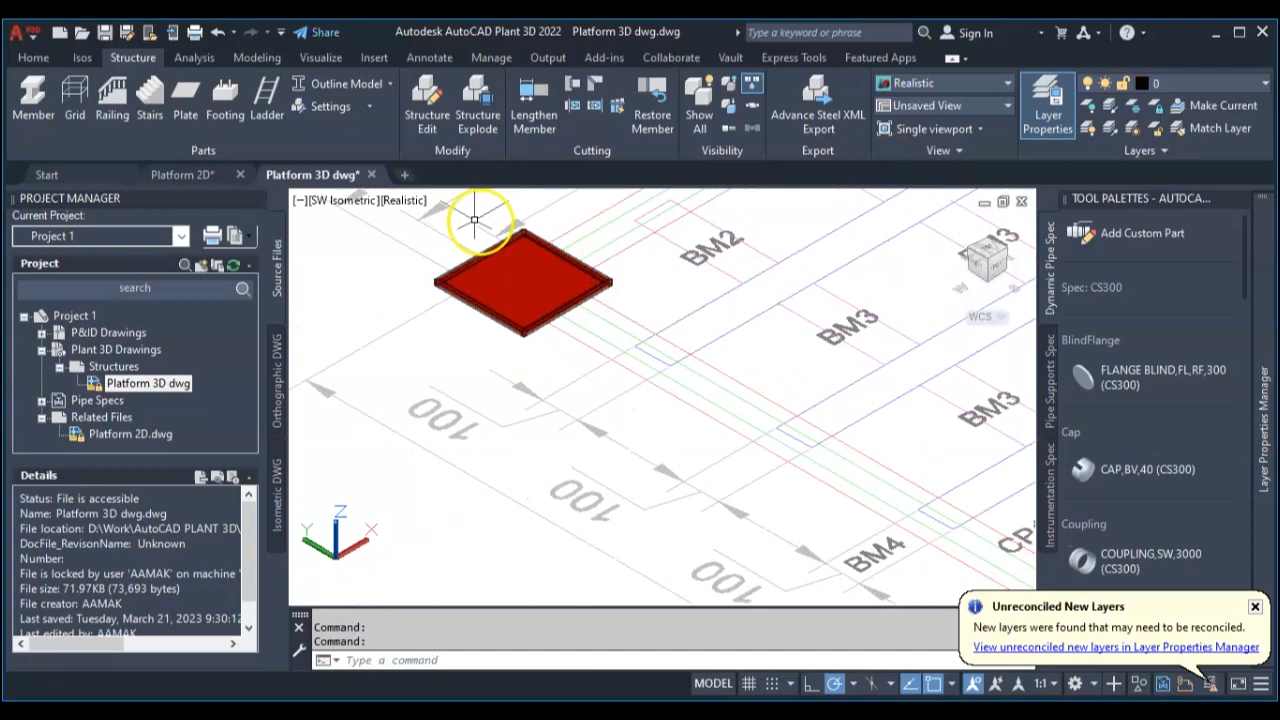 Share
Autodesk AutoCAD Plant 3D 2022 Platform 3D dwg.dwg
Type a keyword or phrase
Sign In
Home Isos Structure Analysis Modeling Visualize Insert Annotate Manage Output Add-ins Collaborate Vault Express Tools Featured Apps
Member Grid Railing Stairs Plate Footing Ladder
Outline Model
Settings
Parts
Structure Edit
Structure Explode
Modify
Lengthen Member
Restore Member
Cutting
Show All
Visibility
Advance Steel XML Export
Export
Realistic
Unsaved View
Single viewport
View
Layer Properties
0
Make Current
Match Layer
Layers
Start Platform 2D* Platform 3D dwg*
PROJECT MANAGER
Current Project:
Project 1
Project
search
Project 1
P&ID Drawings
Plant 3D Drawings
Structures
Platform 3D dwg
Pipe Specs
Related Files
Platform 2D.dwg
Details
Status: File is accessible
Name: Platform 3D dwg.dwg
File location: D:\Work\AutoCAD PLANT 3D\
DocFile_RevisonName: Unknown
Number:
File is locked by user 'AAMAK' on machine '
File size: 71.97KB (73,693 bytes)
File creator: AAMAK
Last saved: Tuesday, March 21, 2023 9:30:12
Last edited by: AAMAK
Source Files
Orthographic DWG
Isometric DWG
[−][SW Isometric][Realistic]
BM2
BM3
BM3
BM4
100
100
100
WCS
Z
Y
X
Command:
Command:
Type a command
TOOL PALETTES - AUTOCA...
Add Custom Part
Spec: CS300
BlindFlange
FLANGE BLIND,FL,RF,300 (CS300)
Cap
CAP,BV,40 (CS300)
Coupling
COUPLING,SW,3000 (CS300)
Dynamic Pipe Spec
Pipe Supports Spec
Instrumentation Spec
Layer Properties Manager
Unreconciled New Layers
New layers were found that may need to be reconciled.
View unreconciled new layers in Layer Properties Manager
MODEL
1:1